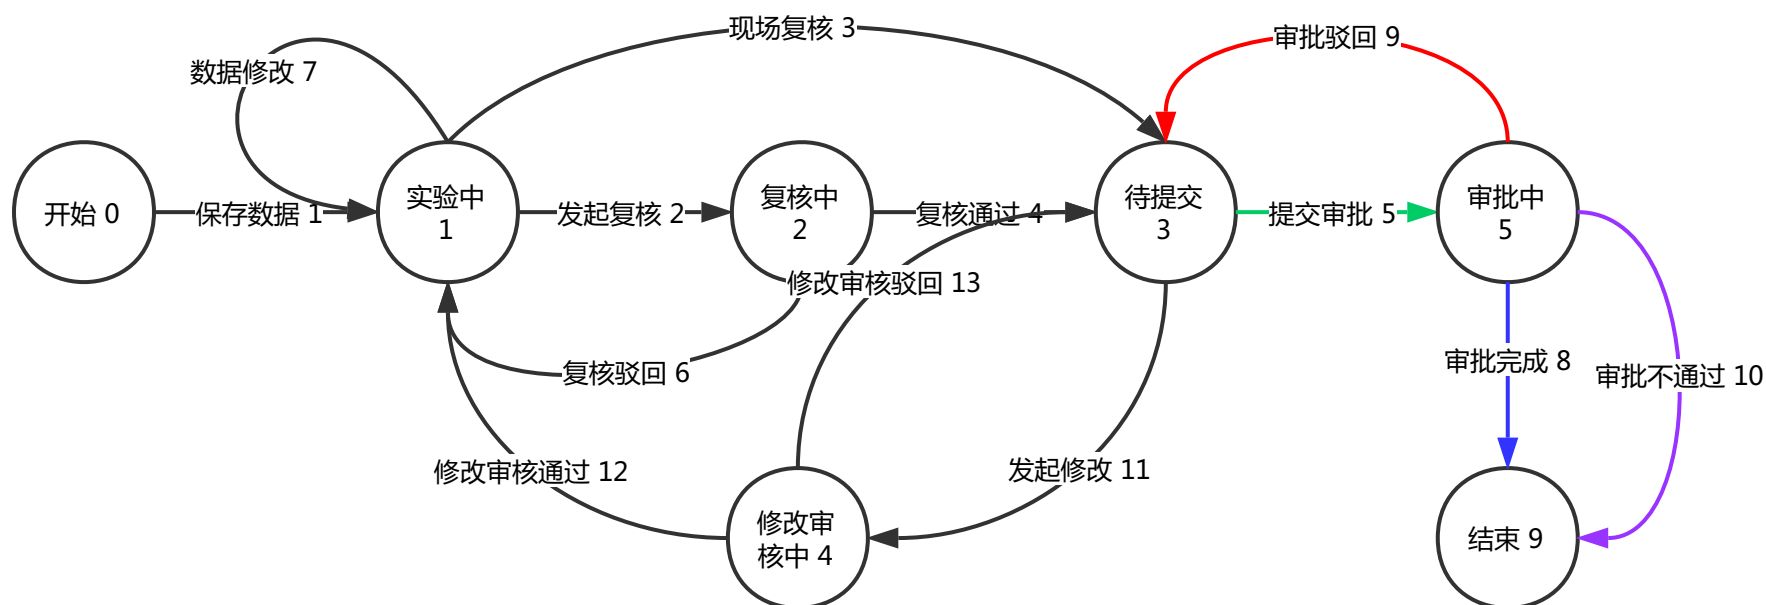 现场复核 3
审批驳回 9
数据修改 7
开始 0
保存数据 1
实验中
1
发起复核 2
复核中
2
复核通过 4
待提交
3
提交审批 5
审批中
5
修改审核驳回 13
复核驳回 6
审批完成 8
审批不通过 10
修改审核通过 12
发起修改 11
修改审
核中 4
结束 9